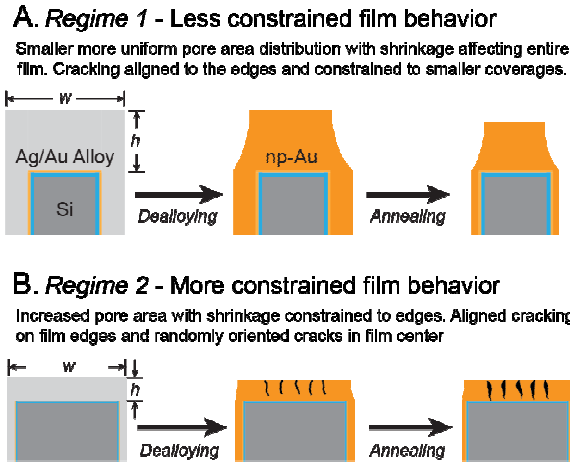 A. Regime 1 - Less constrained film behavior
Smaller more uniform pore area distribution with shrinkage affecting entire
film. Cracking aligned to the edges and constrained to smaller coverages.
w
h
Ag/Au Alloy
np-Au
Si
Dealloying
Annealing
B. Regime 2 - More constrained film behavior
Increased pore area with shrinkage constrained to edges. Aligned cracking
on film edges and randomly oriented cracks in film center
w
h
Dealloying
Annealing